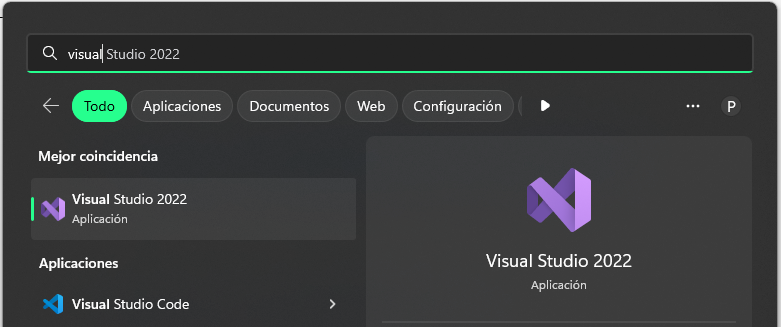 visual Studio 2022
Todo
Aplicaciones
Documentos
Web
Configuración
P
Mejor coincidencia
Visual Studio 2022
Aplicación
Aplicaciones
Visual Studio Code
Visual Studio 2022
Aplicación